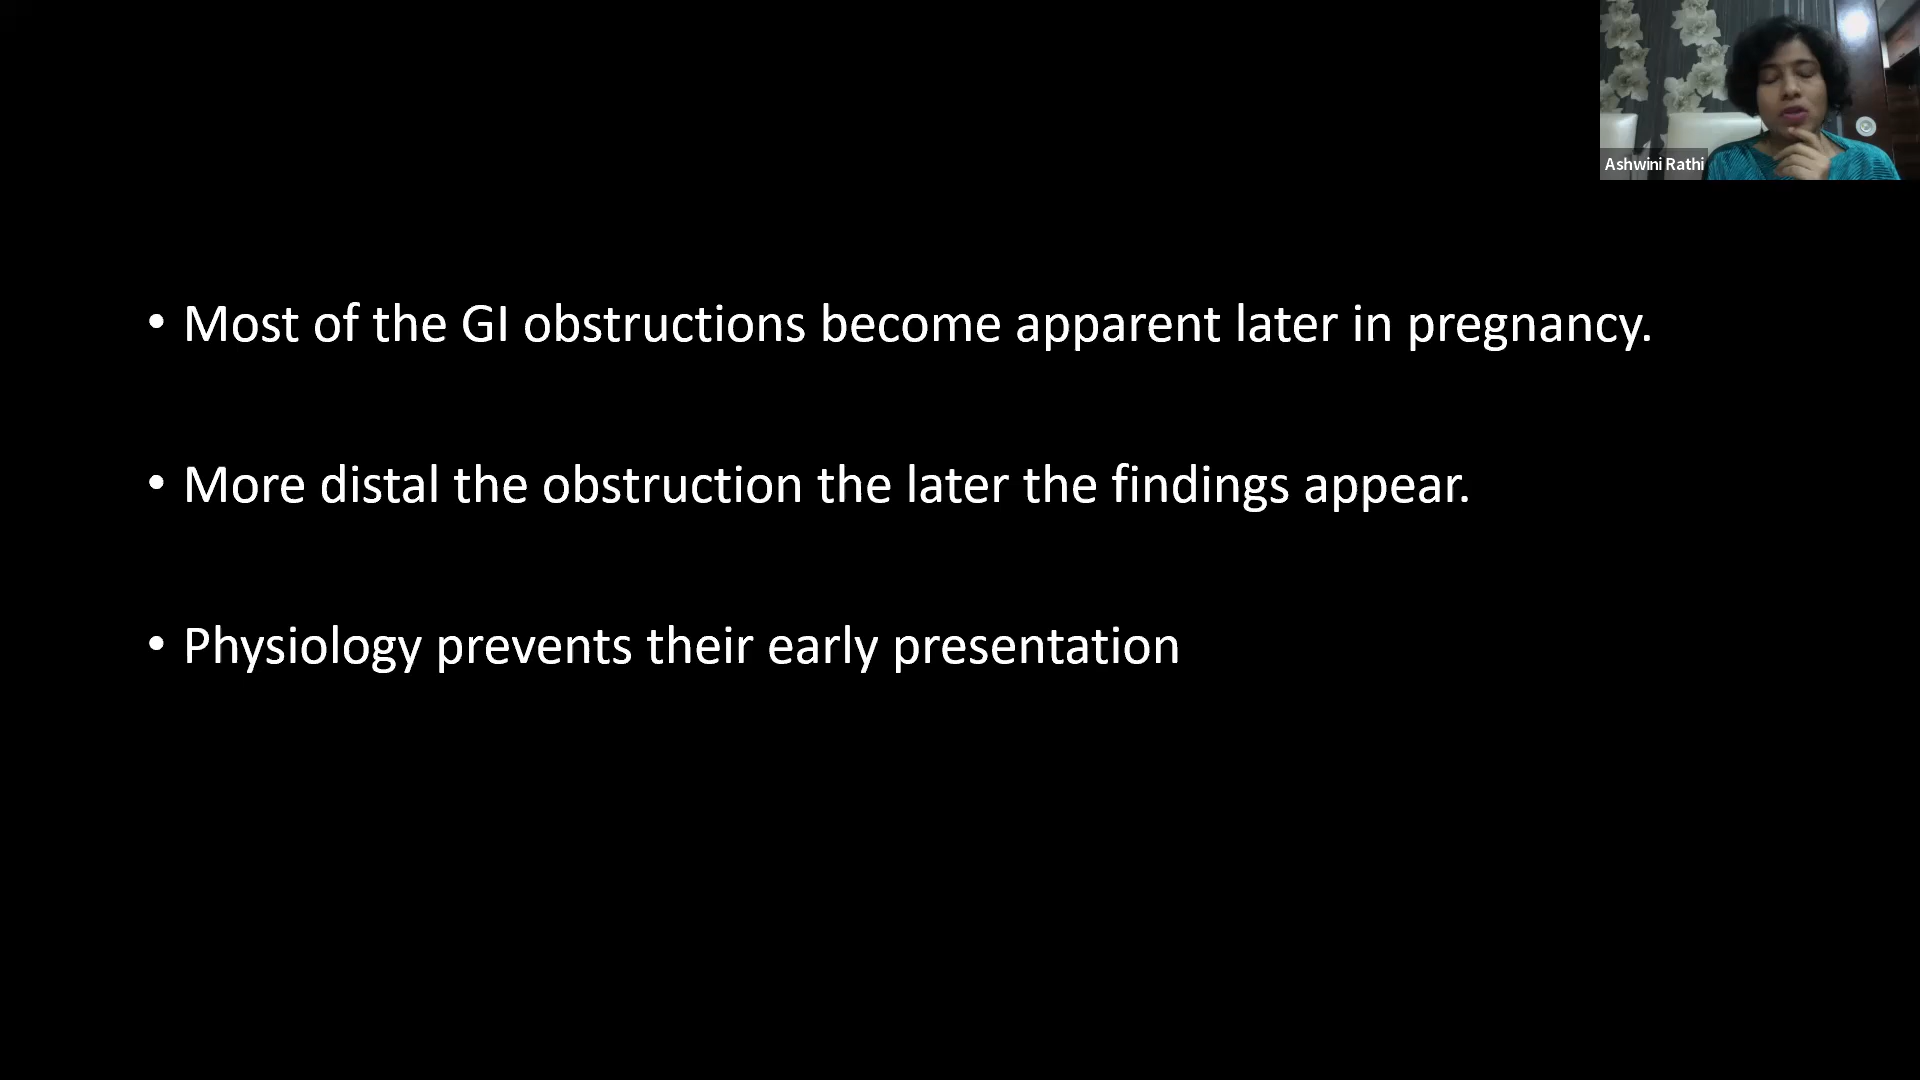 Ashwini Rathi
• Most of the GI obstructions become apparent later in pregnancy.
• More distal the obstruction the later the findings appear.
• Physiology prevents their early presentation